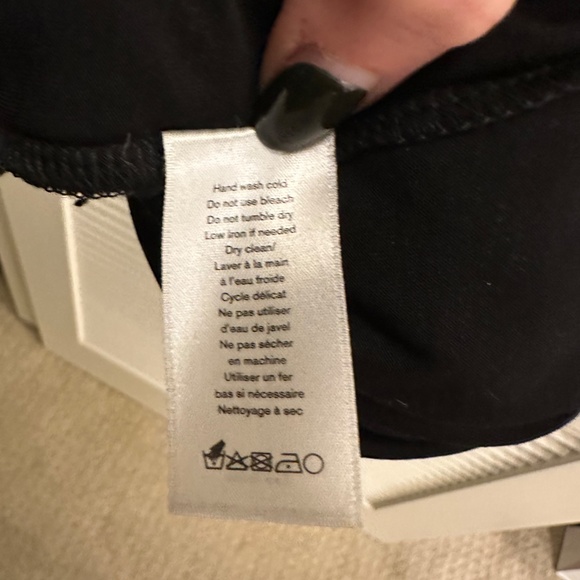 Hand wash cold
Do not use bleach
Do not tumble dry
Low iron if needed
Dry clean/
Laver à la main
à l'eau froide
Cycle délicat
Ne pas utiliser
d'eau de javel
Ne pas sécher
en machine
Utiliser un fer
bas si nécessaire
Nettoyage à sec